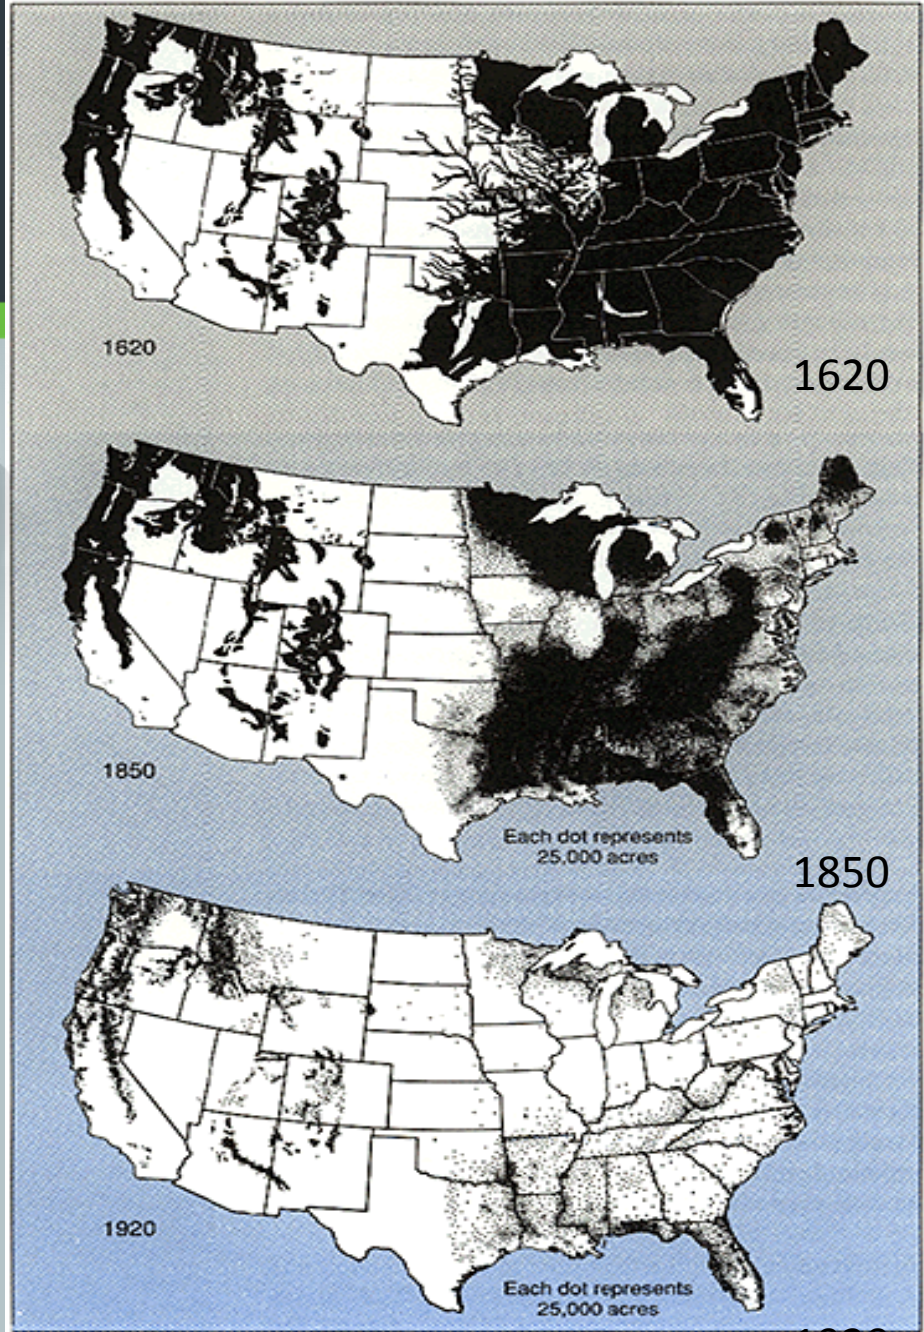 1620
1620
1850
Each dot represents
25,000 acres
1850
1920
Each dot represents
25,000 acres